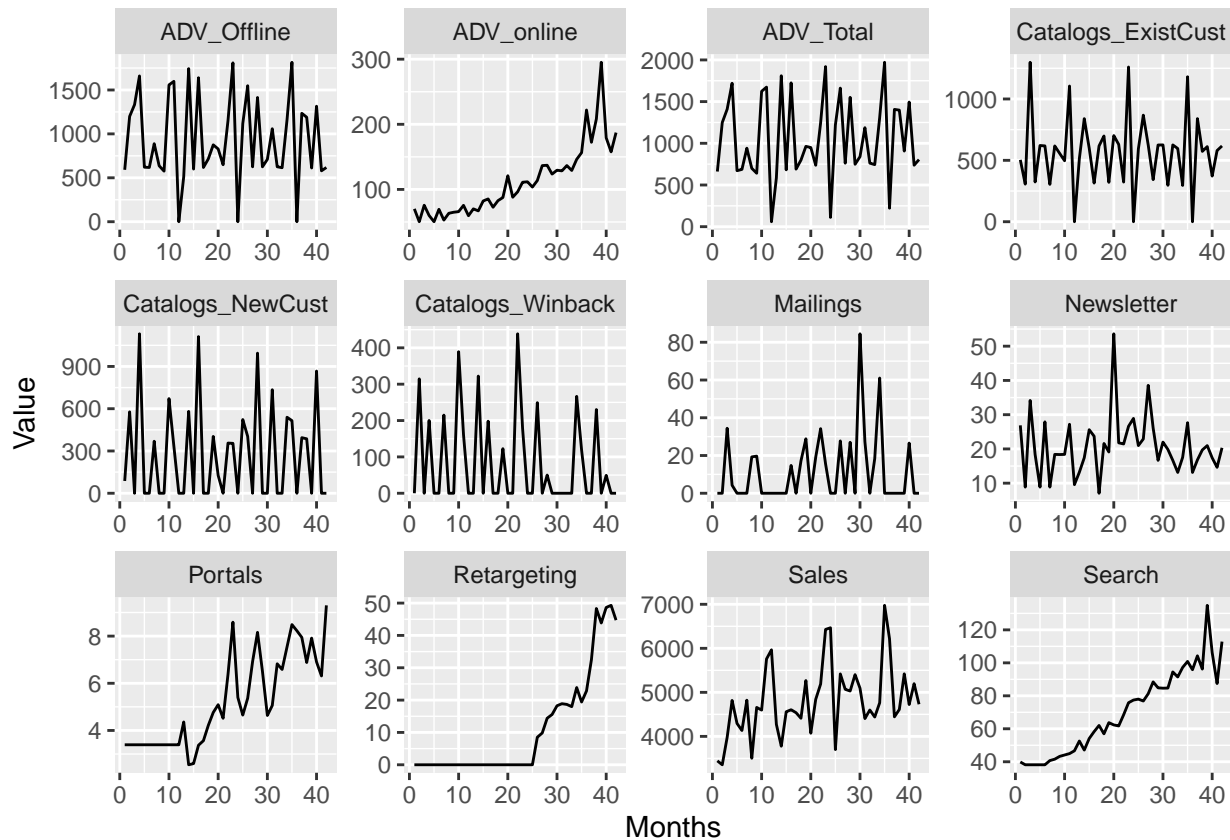 ADV_Offline ADV_online ADV_Total Catalogs_ExistCust
1500 1000 500 0
300 200 100
2000 1500 1000 500 0
1000 500 0
0 10 20 30 40 0 10 20 30 40 0 10 20 30 40 0 10 20 30 40
Catalogs_NewCust Catalogs_Winback Mailings Newsletter
900 600 300 0
400 300 200 100 0
80 60 40 20 0
50 40 30 20 10
0 10 20 30 40 0 10 20 30 40 0 10 20 30 40 0 10 20 30 40
Portals Retargeting Sales Search
8 6 4
50 40 30 20 10 0
7000 6000 5000 4000
120 100 80 60 40
0 10 20 30 40 0 10 20 30 40 0 10 20 30 40 0 10 20 30 40
Value
Months